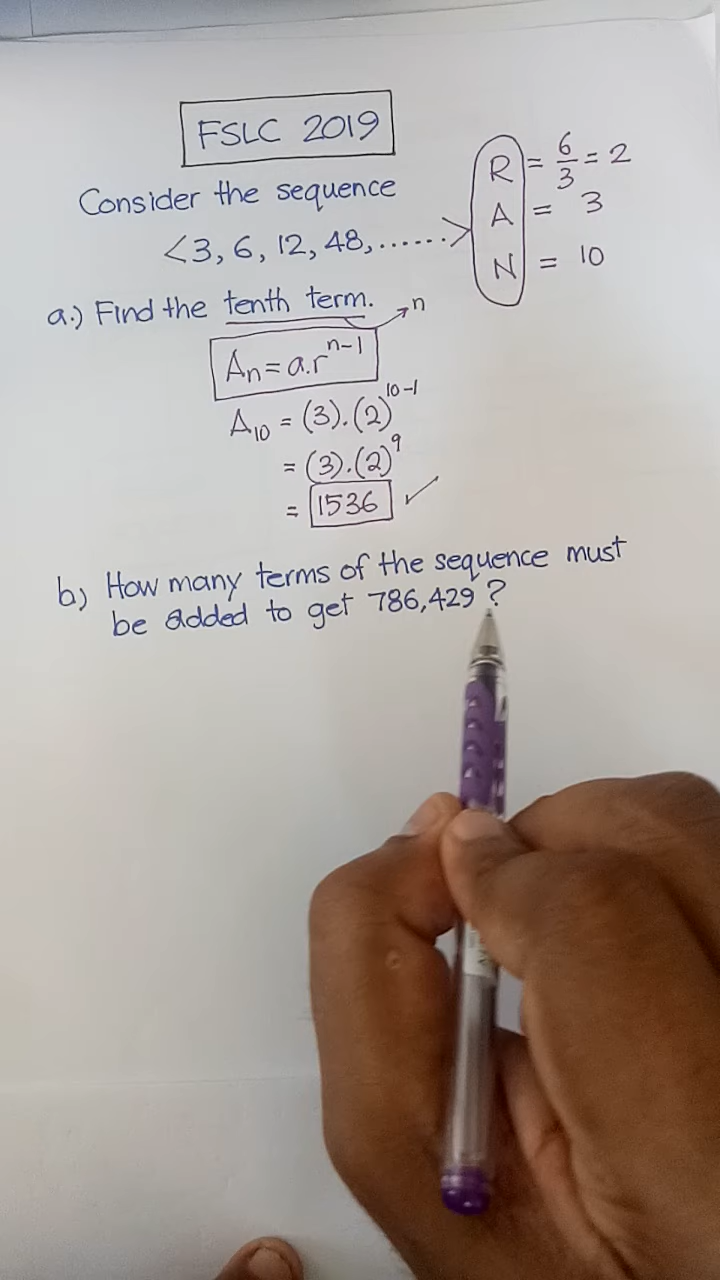 FSLC 2019
Consider the sequence
<3, 6, 12, 48, ......>
R = 6/3 = 2
A = 3
N = 10
a.) Find the tenth term.
n
An = a.r^n-1
A10 = (3).(2)^10-1
= (3).(2)^9
= 1536 ✓
b) How many terms of the sequence must
be added to get 786,429?